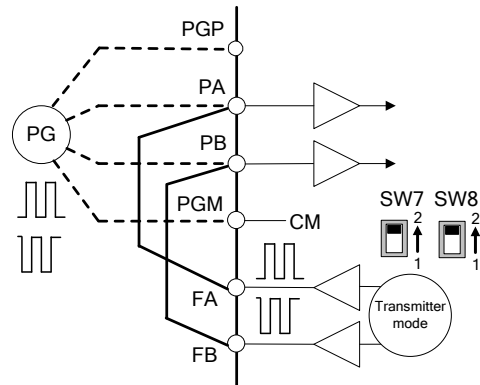 PGP
PA
PG
PB
SW7 SW8
PGM
2 2
CM
1 1
FA
Transmitter
mode
FB